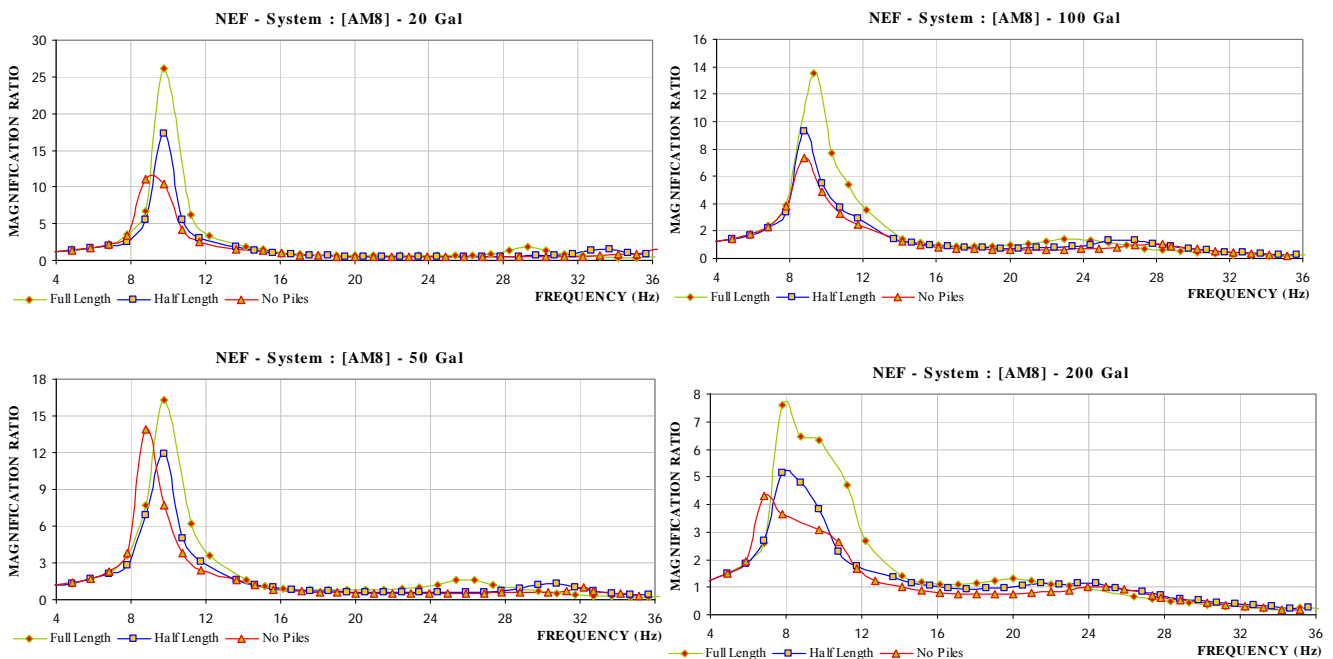 NEF - System : [AM8] - 20 Gal
MAGNIFICATION RATIO
30
25
20
15
10
5
0
4 8 12 16 20 24 28 32 36
FREQUENCY (Hz)
Full Length Half Length No Piles
NEF - System : [AM8] - 100 Gal
MAGNIFICATION RATIO
16
14
12
10
8
6
4
2
0
4 8 12 16 20 24 28 32 36
FREQUENCY (Hz)
Full Length Half Length No Piles
NEF - System : [AM8] - 50 Gal
MAGNIFICATION RATIO
18
15
12
9
6
3
0
4 8 12 16 20 24 28 32 36
FREQUENCY (Hz)
Full Length Half Length No Piles
NEF - System : [AM8] - 200 Gal
MAGNIFICATION RATIO
8
7
6
5
4
3
2
1
0
4 8 12 16 20 24 28 32 36
FREQUENCY (Hz)
Full Length Half Length No Piles